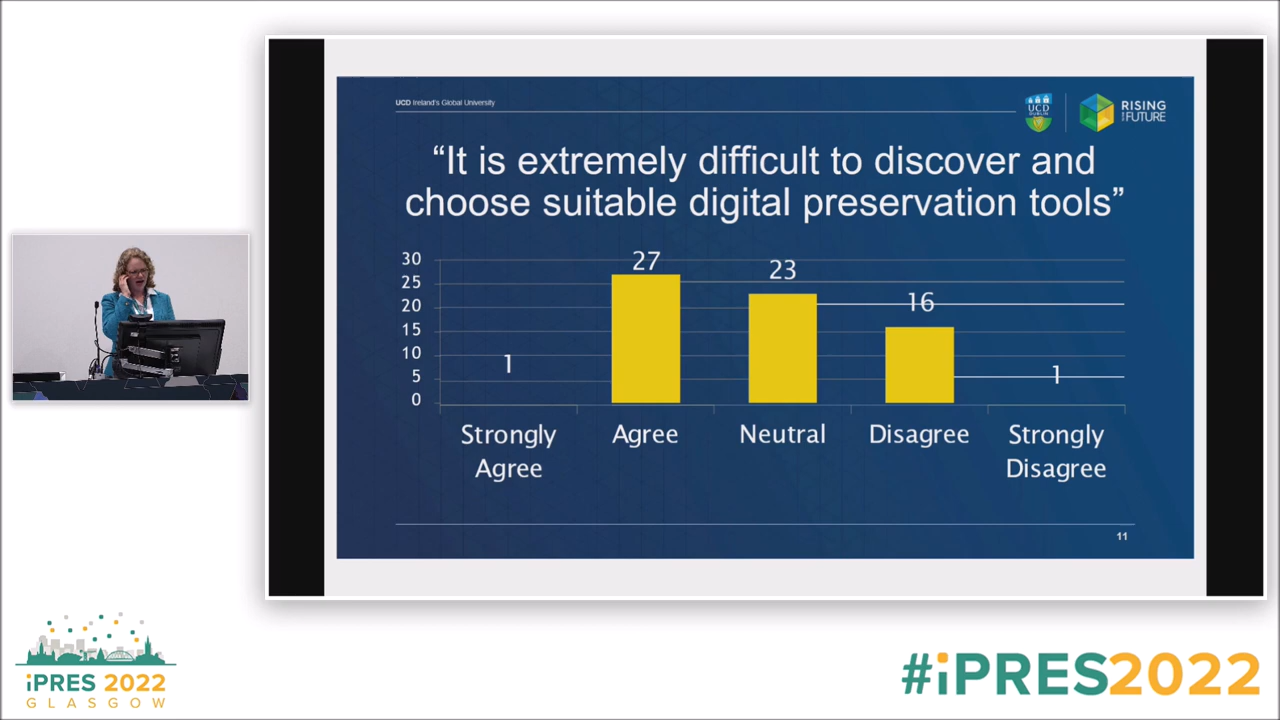 UCD Ireland's Global University
UCD
DUBLIN
RISING
TO THE FUTURE
“It is extremely difficult to discover and
choose suitable digital preservation tools”
30
25
20
15
10
5
0
1
27
23
16
1
Strongly
Agree
Agree
Neutral
Disagree
Strongly
Disagree
11
iPRES 2022
GLASGOW
#iPRES2022